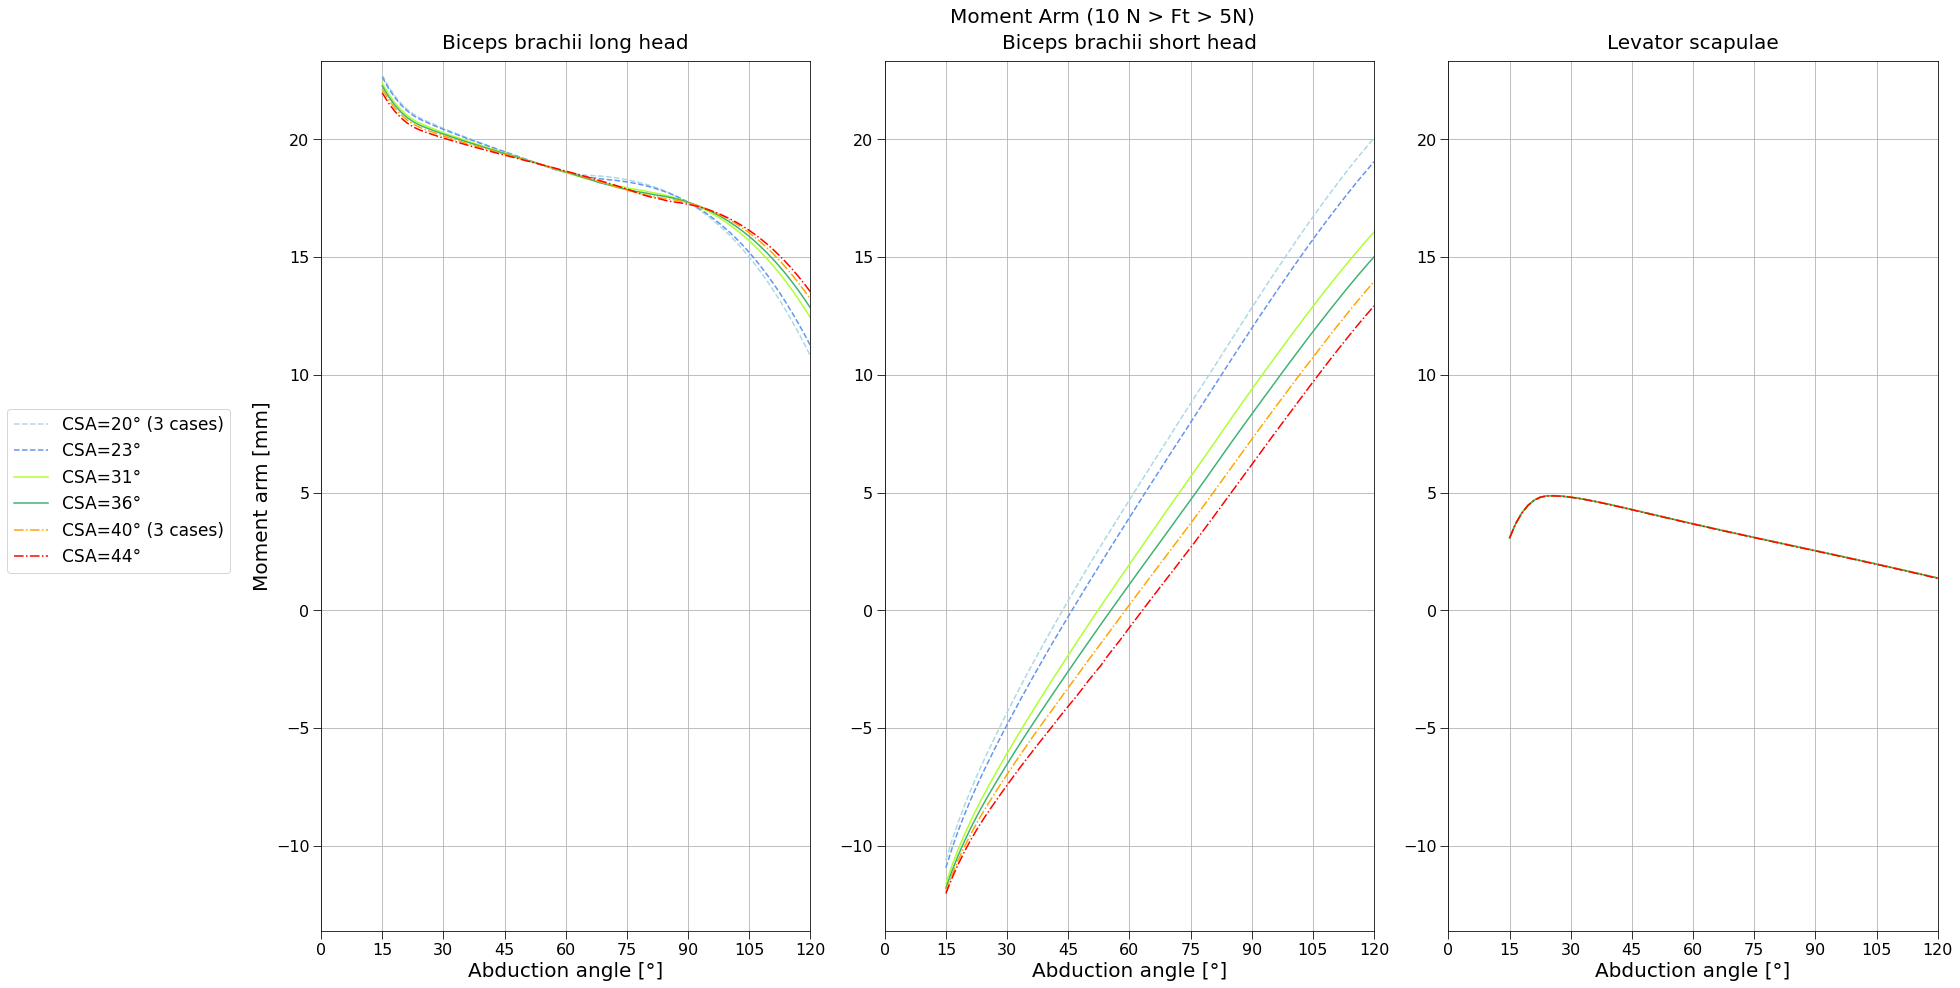 Moment Arm (10 N > Ft > 5N)
Biceps brachii long head
Biceps brachii short head
Levator scapulae
CSA=20° (3 cases)
CSA=23°
CSA=31°
CSA=36°
CSA=40° (3 cases)
CSA=44°
Moment arm [mm]
20
15
10
5
0
−5
−10
0 15 30 45 60 75 90 105 120
Abduction angle [°]
20
15
10
5
0
−5
−10
0 15 30 45 60 75 90 105 120
Abduction angle [°]
20
15
10
5
0
−5
−10
0 15 30 45 60 75 90 105 120
Abduction angle [°]